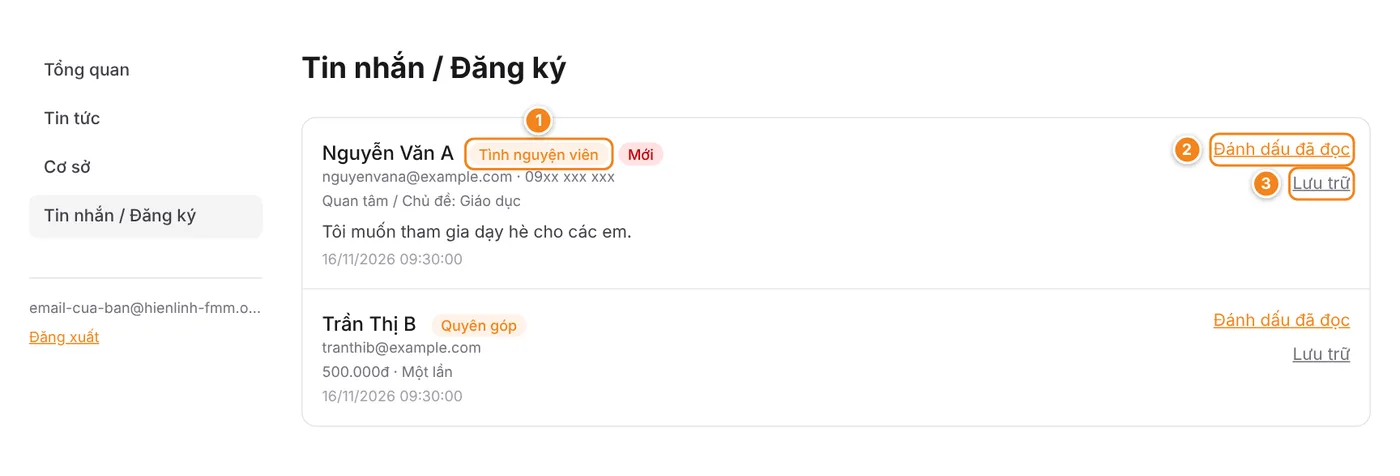 Tổng quan
Tin tức
Cơ sở
Tin nhắn / Đăng ký
email-cua-ban@hienlinh-fmm.o...
Đăng xuất
Tin nhắn / Đăng ký
1
Nguyễn Văn A Tình nguyện viên Mới
2 Đánh dấu đã đọc
nguyenvana@example.com · 09xx xxx xxx
3 Lưu trữ
Quan tâm / Chủ đề: Giáo dục
Tôi muốn tham gia dạy hè cho các em.
16/11/2026 09:30:00
Trần Thị B Quyên góp
Đánh dấu đã đọc
tranthib@example.com
Lưu trữ
500.000đ · Một lần
16/11/2026 09:30:00